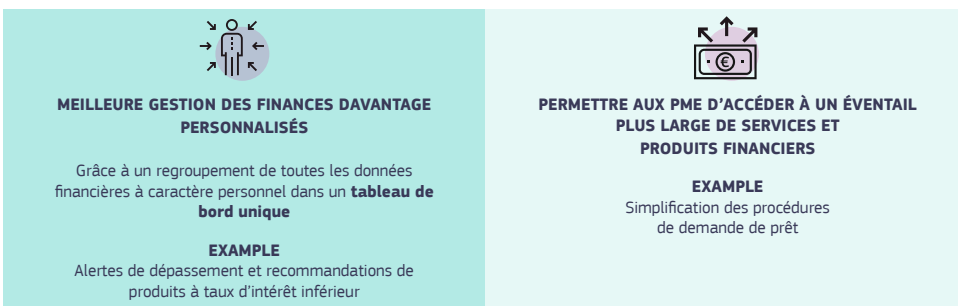 MEILLEURE GESTION DES FINANCES DAVANTAGE
PERSONNALISÉS
Grâce à un regroupement de toutes les données
financières à caractère personnel dans un tableau de
bord unique
EXAMPLE
Alertes de dépassement et recommandations de
produits à taux d'intérêt inférieur
€
PERMETTRE AUX PME D'ACCÉDER À UN ÉVENTAIL
PLUS LARGE DE SERVICES ET
PRODUITS FINANCIERS
EXAMPLE
Simplification des procédures
de demande de prêt